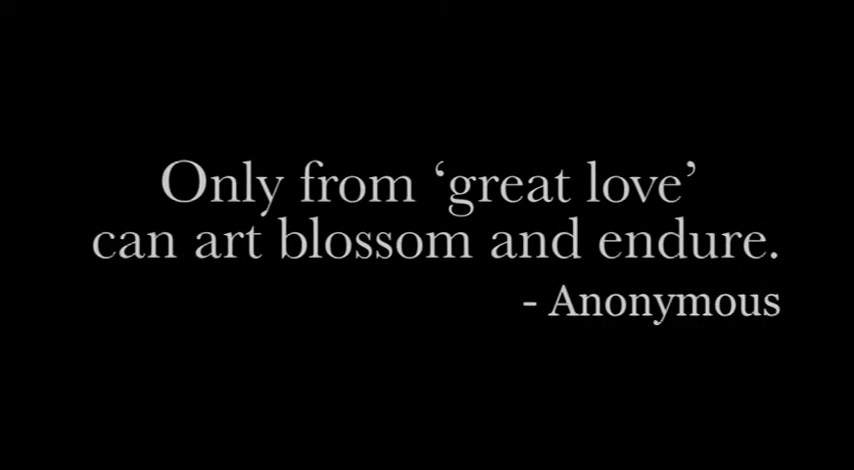 Only from ‘great love’
can art blossom and endure.
- Anonymous